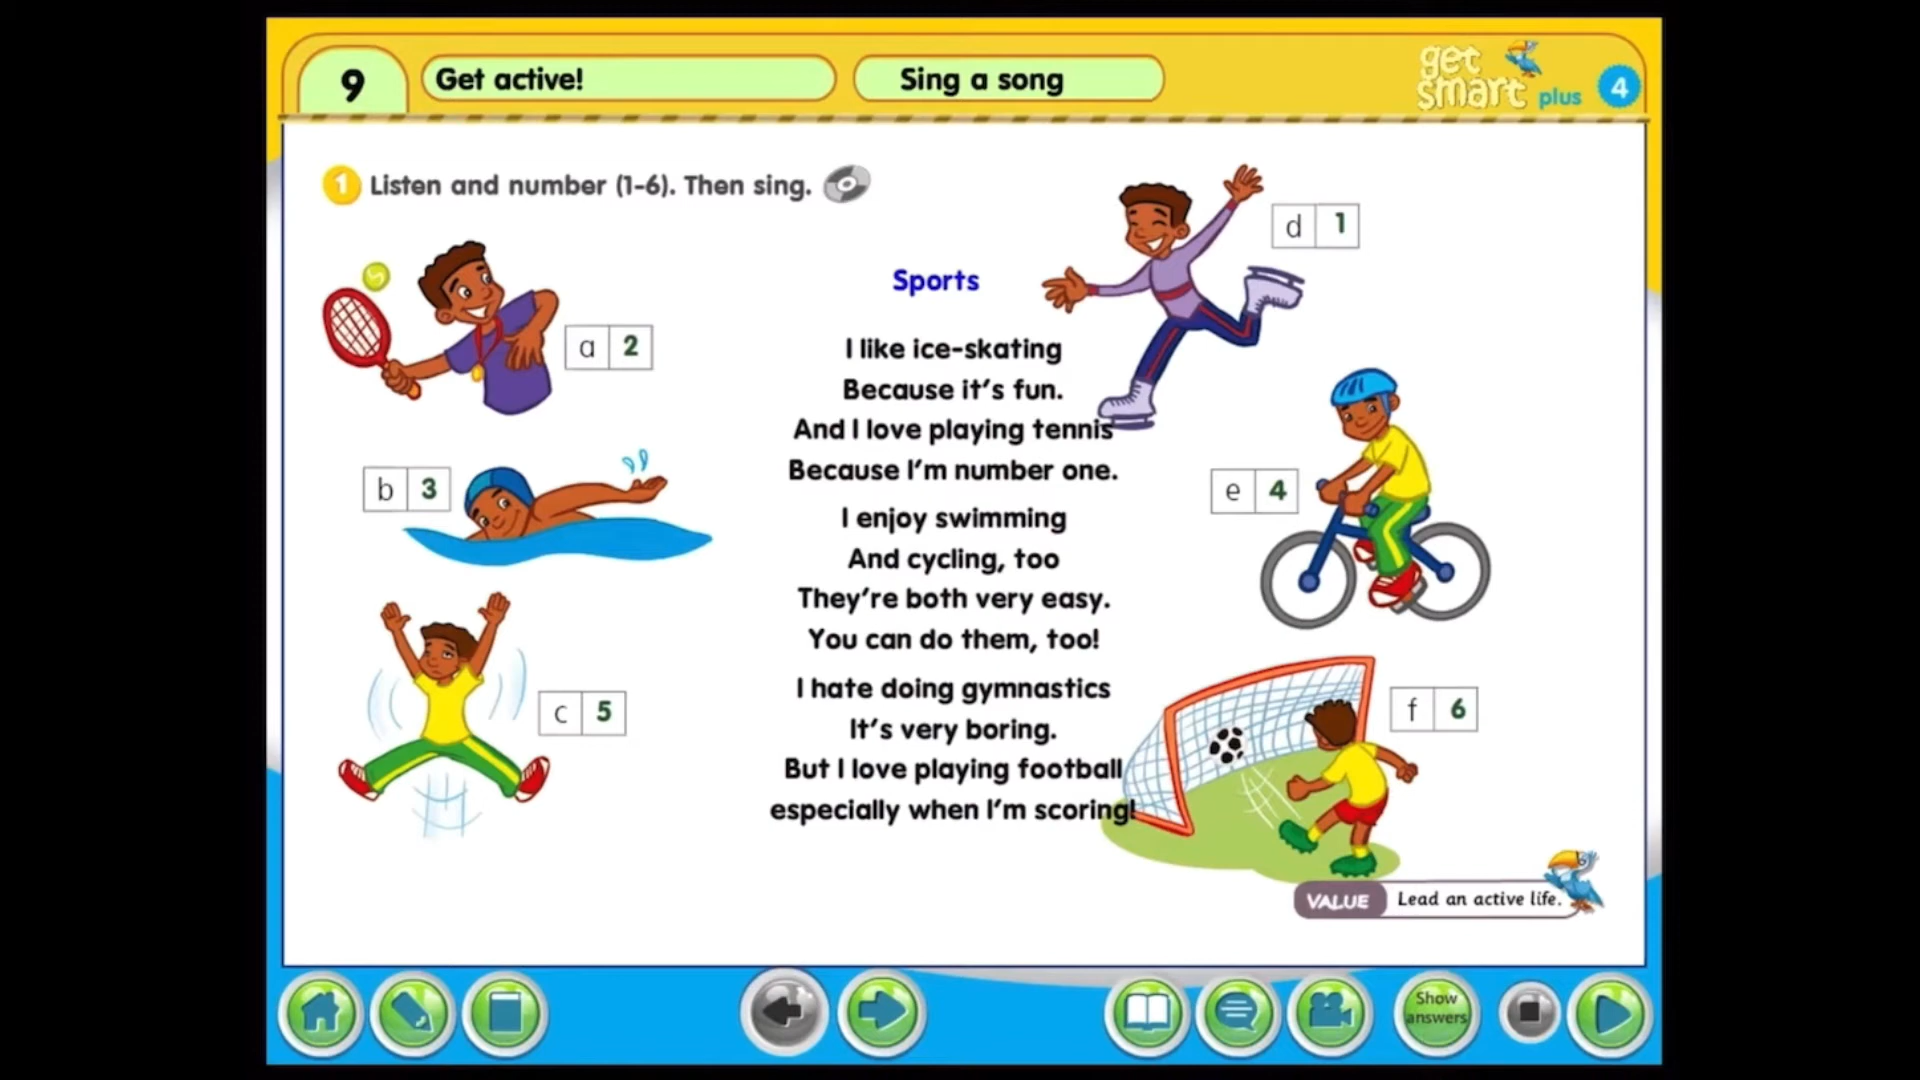 9
Get active!
Sing a song
get
smart plus 4
1 Listen and number (1-6). Then sing.
Sports
I like ice-skating
Because it's fun.
And I love playing tennis
Because I'm number one.
I enjoy swimming
And cycling, too
They're both very easy.
You can do them, too!
I hate doing gymnastics
It's very boring.
But I love playing football
especially when I'm scoring!
a 2
b 3
c 5
d 1
e 4
f 6
VALUE Lead an active life.
Show
answers